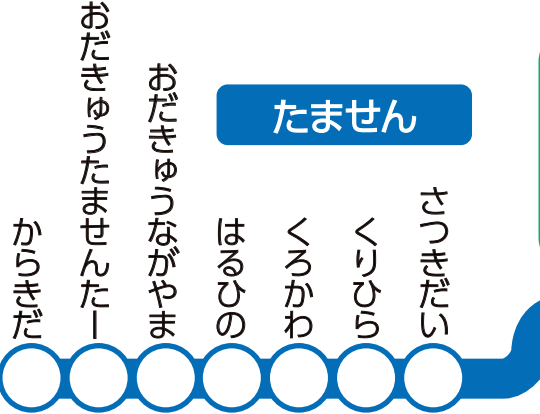 たません
からきだ
おだきゅうたませんたー
おだきゅうながやま
はるひの
くろかわ
くりひら
さつきだい